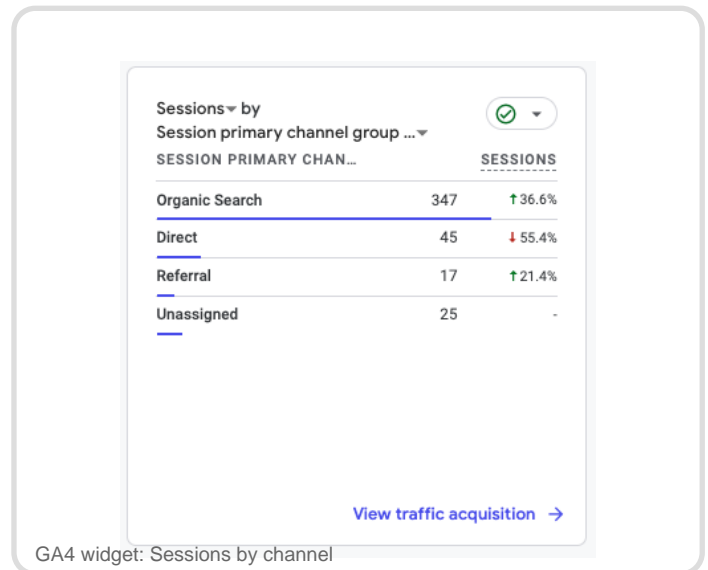 Sessions by
Session primary channel group ...
SESSION PRIMARY CHAN... SESSIONS
Organic Search 347 ↑ 36.6%
Direct 45 ↓ 55.4%
Referral 17 ↑ 21.4%
Unassigned 25 -
View traffic acquisition →
GA4 widget: Sessions by channel